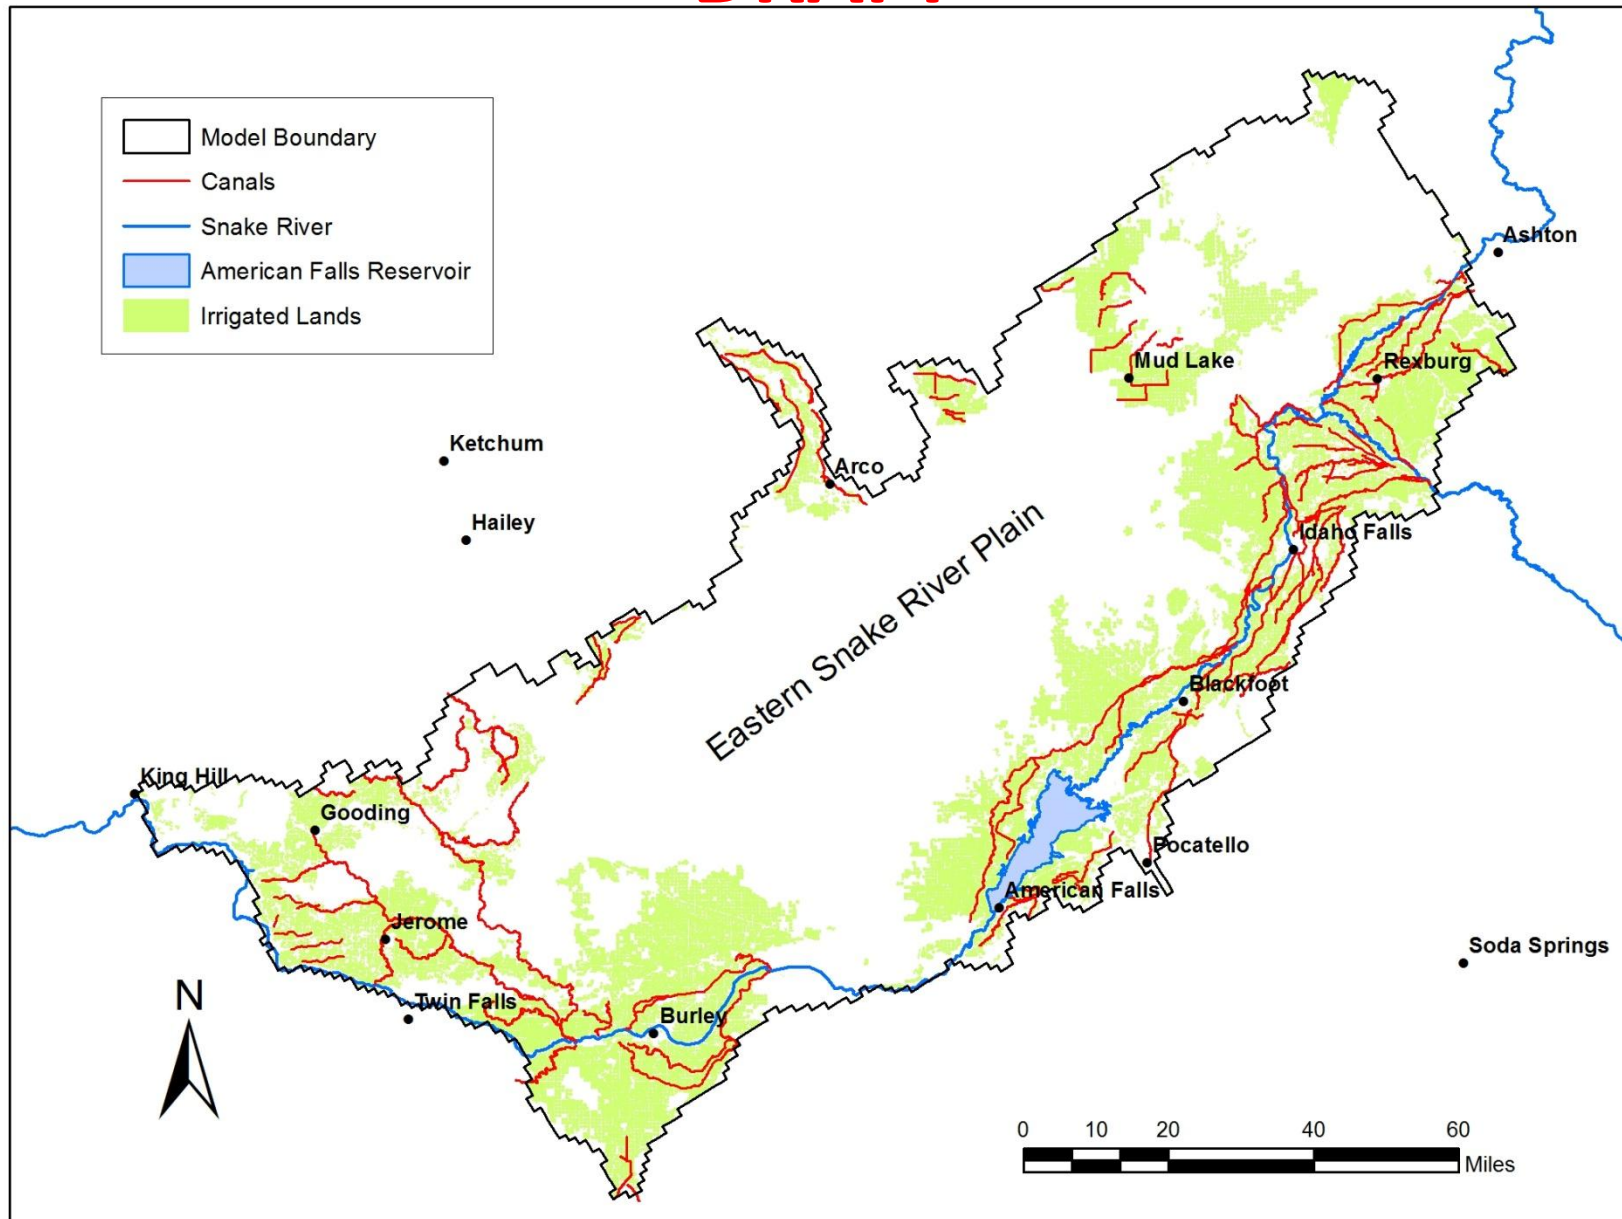 Model Boundary
Canals
Snake River
American Falls Reservoir
Irrigated Lands
Ashton
Mud Lake
Rexburg
Ketchum
Arco
Hailey
Idaho Falls
Eastern Snake River Plain
Blackfoot
King Hill
Gooding
Pocatello
American Falls
Jerome
Soda Springs
N
Twin Falls
Burley
0 10 20 40 60
Miles